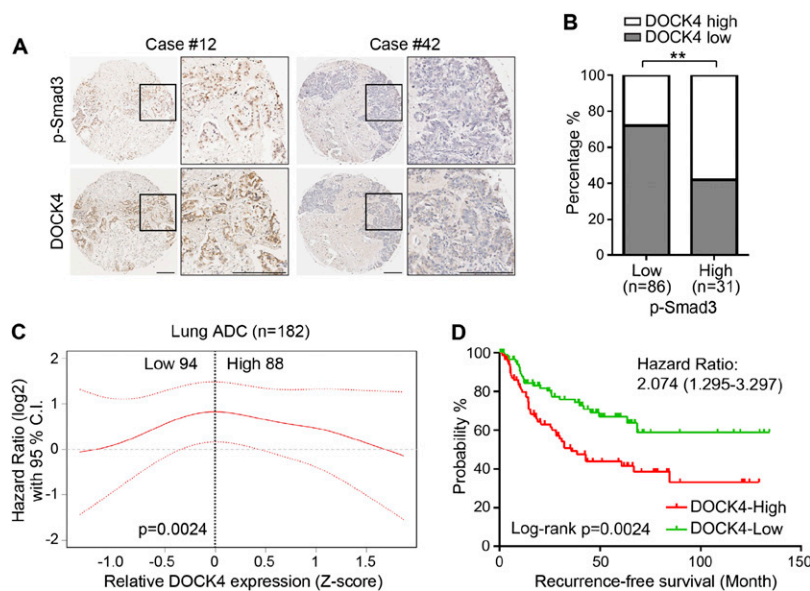 A
Case #12
Case #42
p-Smad3
DOCK4
B
DOCK4 high
DOCK4 low
**
Percentage %
100
80
60
40
20
0
Low
(n=86)
High
(n=31)
p-Smad3
C
Lung ADC (n=182)
Low 94
High 88
Hazard Ratio (log2)
with 95 % C.I.
2
1
0
-1
-2
p=0.0024
-1.0
-0.5
0
0.5
1.0
1.5
Relative DOCK4 expression (Z-score)
D
Hazard Ratio:
2.074 (1.295-3.297)
Probability %
100
80
60
40
20
0
DOCK4-High
DOCK4-Low
Log-rank p=0.0024
0
50
100
150
Recurrence-free survival (Month)